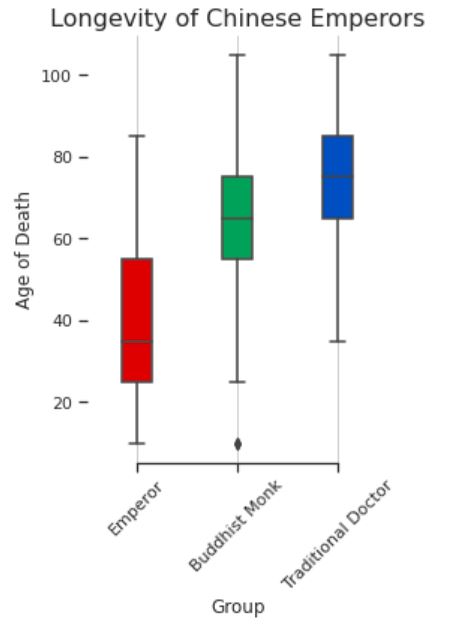 Longevity of Chinese Emperors
100
80
60
40
20
Age of Death
Emperor
Buddhist Monk
Traditional Doctor
Group